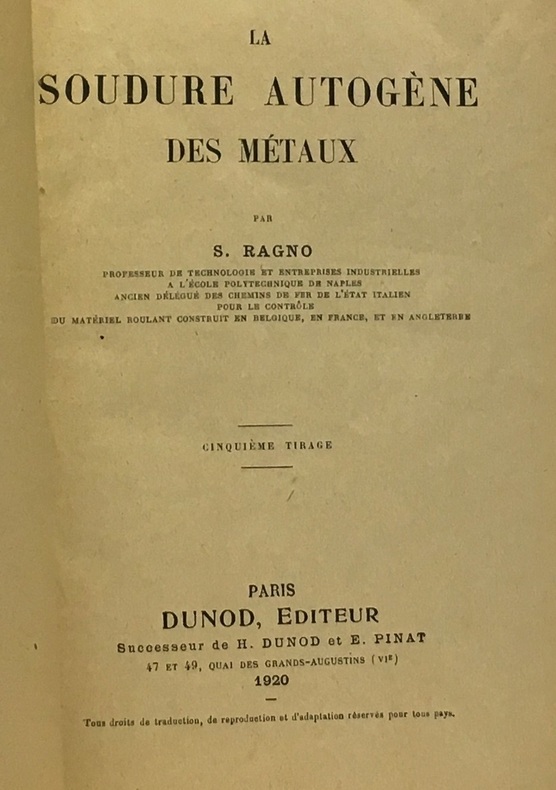 LA
SOUDURE AUTOGÈNE
DES MÉTAUX
PAR
S. RAGNO
PROFESSEUR DE TECHNOLOGIE ET ENTREPRISES INDUSTRIELLES
A L'ÉCOLE POLYTECHNIQUE DE NAPLES
ANCIEN DÉLÉGUÉ DES CHEMINS DE FER DE L'ÉTAT ITALIEN
POUR LE CONTRÔLE
DU MATÉRIEL ROULANT CONSTRUIT EN BELGIQUE, EN FRANCE, ET EN ANGLETERRE
CINQUIÈME TIRAGE
PARIS
DUNOD, EDITEUR
Successeur de H. DUNOD et E. PINAT
47 ET 49, QUAI DES GRANDS-AUGUSTINS (VIᵉ)
1920
Tous droits de traduction, de reproduction et d'adaptation réservés pour tous pays.